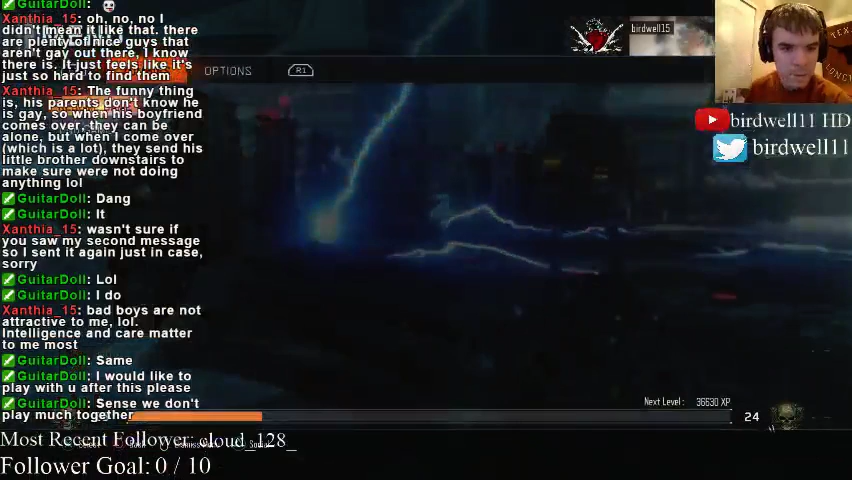 GuitarDoll:
Xanthia_15: oh, no, no I
didn't mean it like that. there
are plenty of nice guys that
aren't gay out there, I know
there is. It just feels like it's
just so hard to find them
Xanthia_15: The funny thing
is, his parents don't know he
is gay, so when his boyfriend
comes over, they can be
alone. but when I come over
(which is a lot), they send his
little brother downstairs to
make sure were not doing
anything lol
GuitarDoll: Dang
GuitarDoll: It
Xanthia_15: wasn't sure if
you saw my second message
so I sent it again just in case,
sorry
GuitarDoll: Lol
GuitarDoll: I do
Xanthia_15: bad boys are not
attractive to me, lol.
Intelligence and care matter
to me most
GuitarDoll: Same
GuitarDoll: I would like to
play with u after this please
GuitarDoll: Sense we don't
play much together
Most Recent Follower: cloud_128_
Follower Goal: 0 / 10
OPTIONS
R1
birdwell15
birdwell11 HD
birdwell11
Next Level: 36630 XP
24